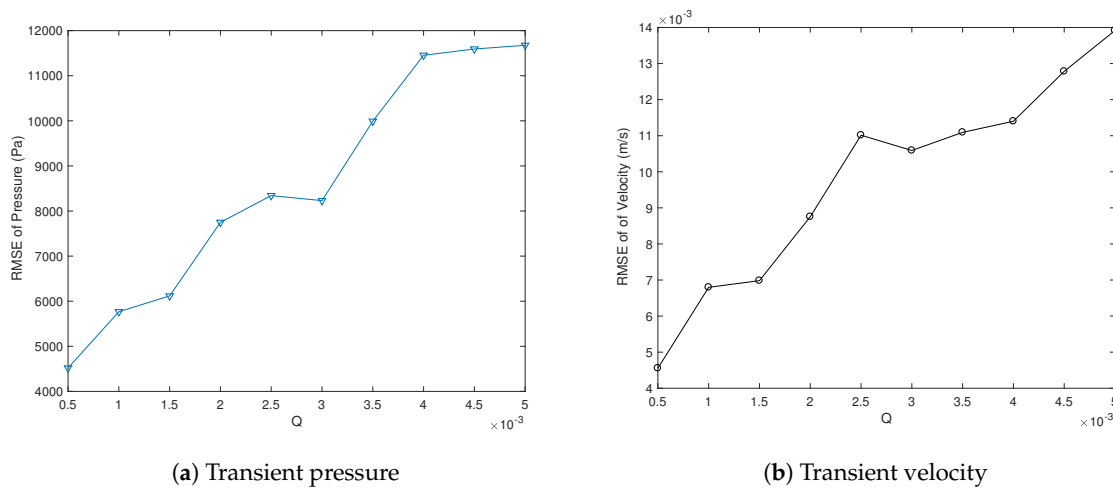 12000
11000
10000
9000
8000
7000
6000
5000
4000
RMSE of Pressure (Pa)
0.5 1 1.5 2 2.5 3 3.5 4 4.5 5
Q
×10-3
(a) Transient pressure
×10-3
14
13
12
11
10
9
8
7
6
5
4
RMSE of of Velocity (m/s)
0.5 1 1.5 2 2.5 3 3.5 4 4.5 5
Q
×10-3
(b) Transient velocity